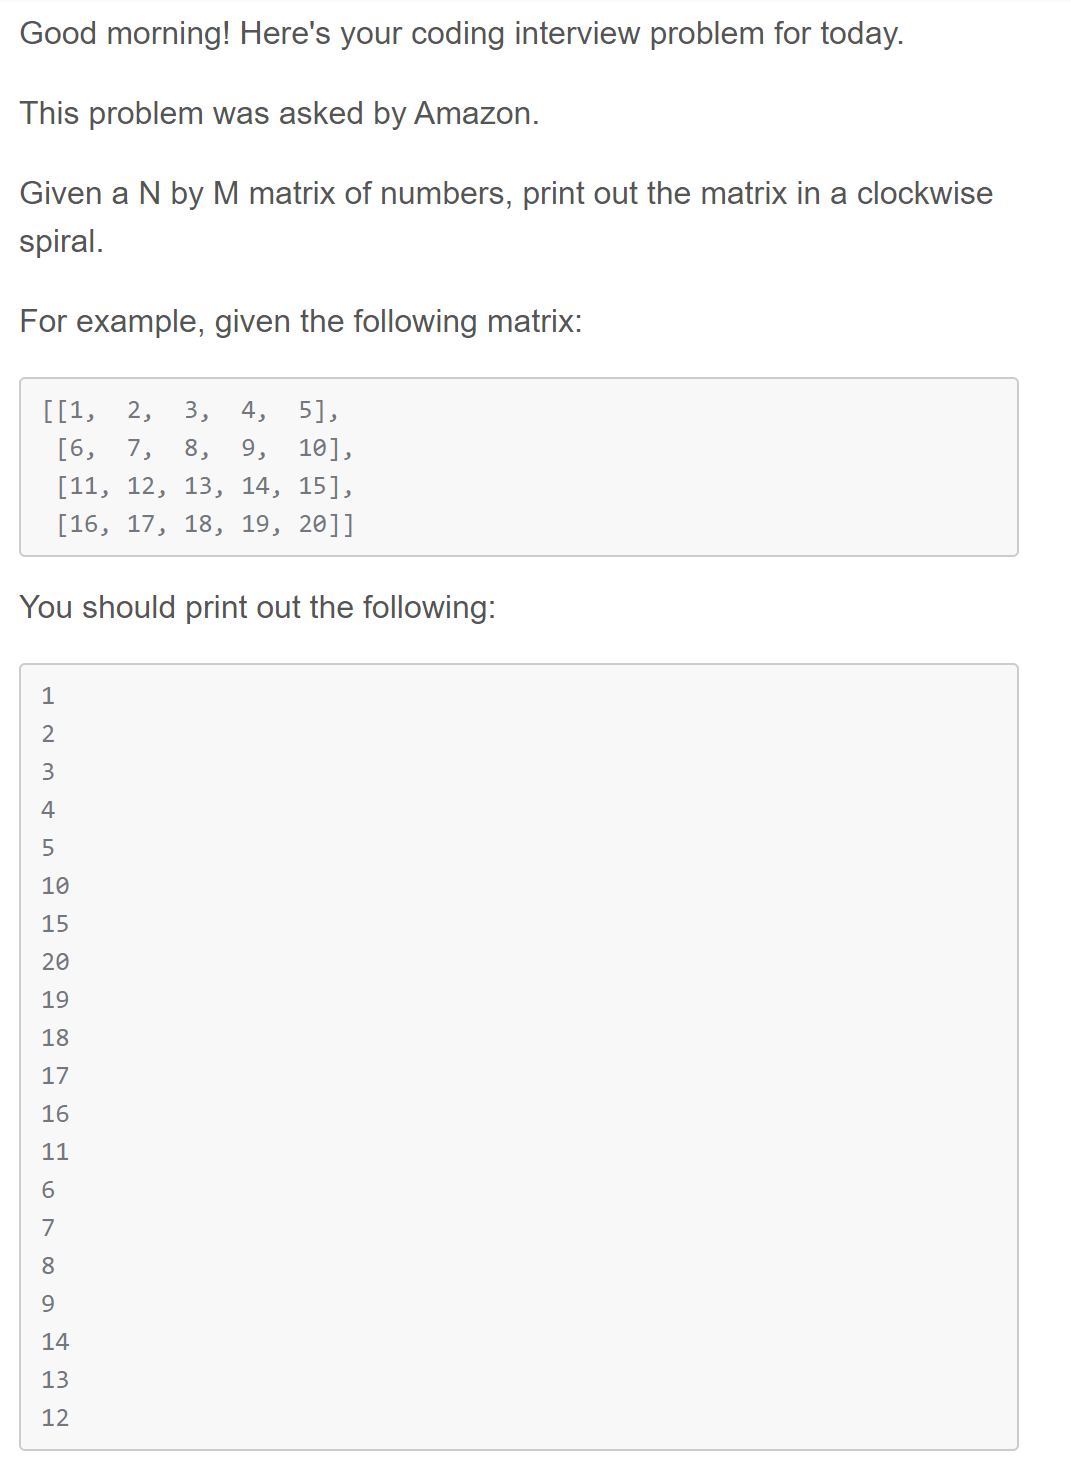 Good morning! Here's your coding interview problem for today.
This problem was asked by Amazon.
Given a N by M matrix of numbers, print out the matrix in a clockwise
spiral.
For example, given the following matrix:
[[1,  2,  3,  4,  5],
 [6,  7,  8,  9,  10],
 [11, 12, 13, 14, 15],
 [16, 17, 18, 19, 20]]
You should print out the following:
1
2
3
4
5
10
15
20
19
18
17
16
11
6
7
8
9
14
13
12